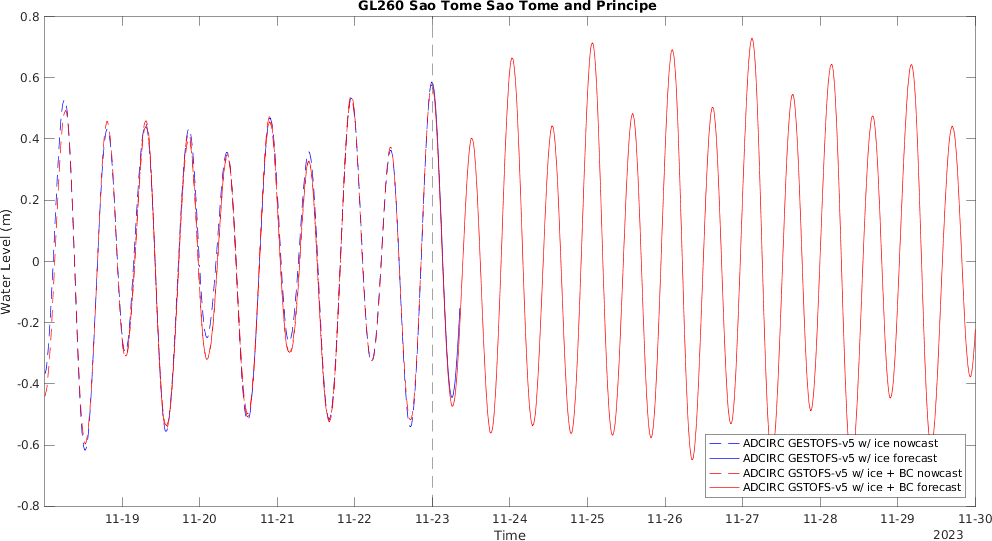 GL260 Sao Tome Sao Tome and Principe
Water Level (m)
0.8
0.6
0.4
0.2
0
-0.2
-0.4
-0.6
-0.8
ADCIRC GESTOFS-v5 w/ ice nowcast
ADCIRC GESTOFS-v5 w/ ice forecast
ADCIRC GSTOFS-v5 w/ ice + BC nowcast
ADCIRC GSTOFS-v5 w/ ice + BC forecast
11-19 11-20 11-21 11-22 11-23 11-24 11-25 11-26 11-27 11-28 11-29 11-30
Time
2023